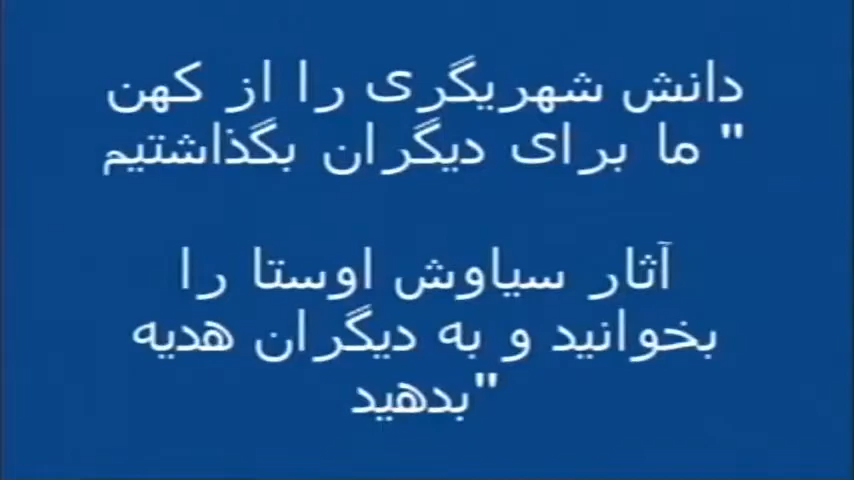 دانش شهریگری را از کهن
" ما برای دیگران بگذاشتیم
آثار سیاوش اوستا را
بخوانید و به دیگران هدیه
"بدهید